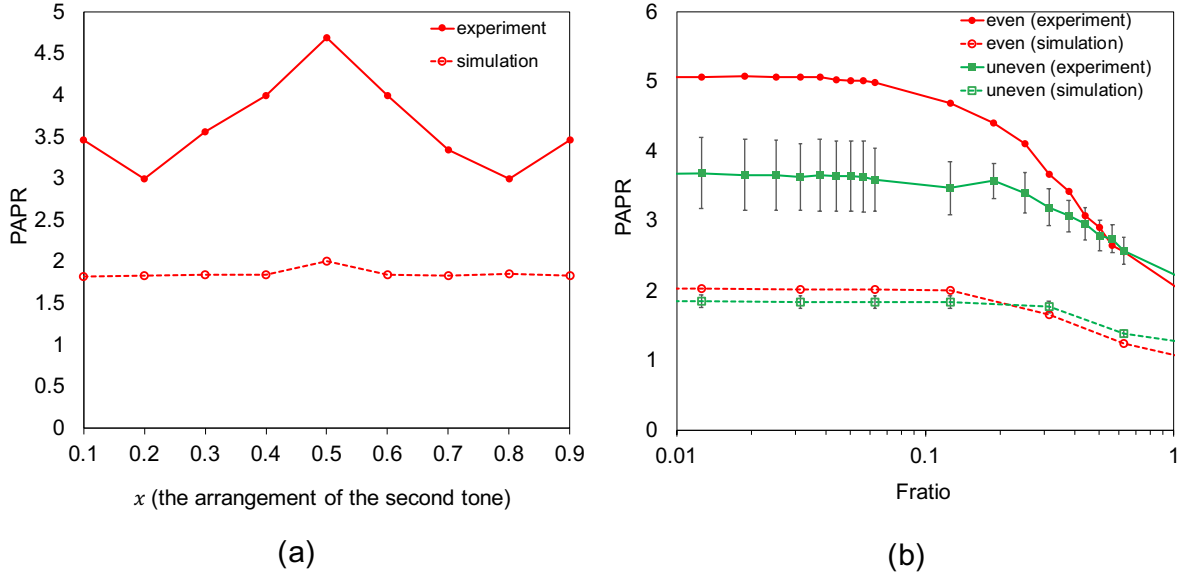 5
4.5
4
3.5
3
2.5
2
1.5
1
0.5
0
PAPR
experiment
simulation
0.1 0.2 0.3 0.4 0.5 0.6 0.7 0.8 0.9
x (the arrangement of the second tone)
(a)
6
5
4
3
2
1
0
PAPR
even (experiment)
even (simulation)
uneven (experiment)
uneven (simulation)
0.01 0.1 1
Fratio
(b)